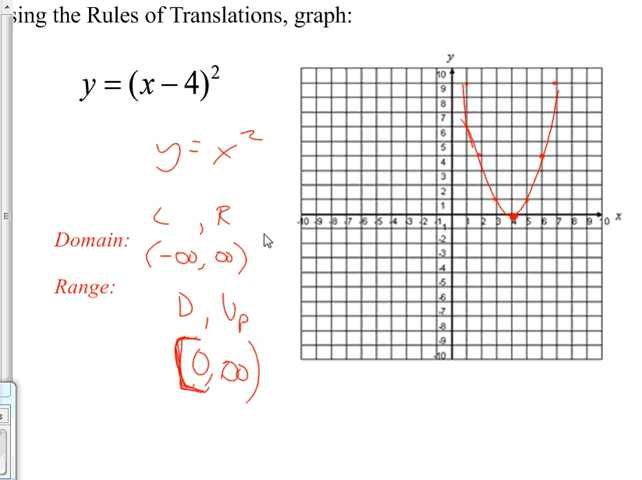 sing the Rules of Translations, graph:
y = (x − 4)²
y = x²
L , R
Domain:
(-∞, ∞)
Range:
D, Up
[0, ∞)
y
10
9
8
7
6
5
4
3
2
1
-10 -9 -8 -7 -6 -5 -4 -3 -2 -1 1 2 3 4 5 6 7 8 9 10 x
-1
-2
-3
-4
-5
-6
-7
-8
-9
-10
s